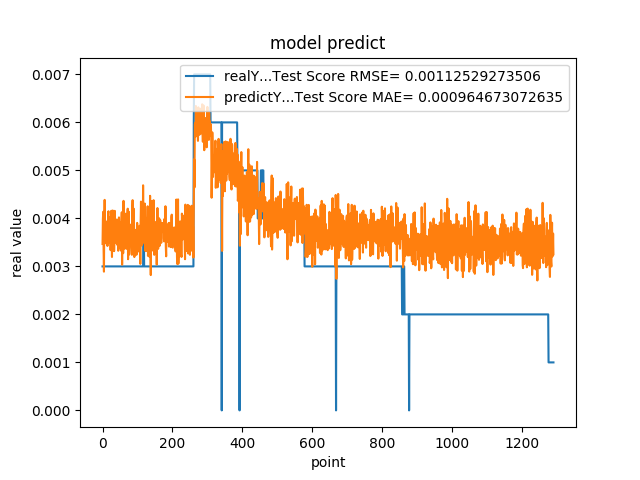 model predict
realY...Test Score RMSE= 0.00112529273506
predictY...Test Score MAE= 0.000964673072635
0.007
0.006
0.005
0.004
0.003
0.002
0.001
0.000
real value
0 200 400 600 800 1000 1200
point